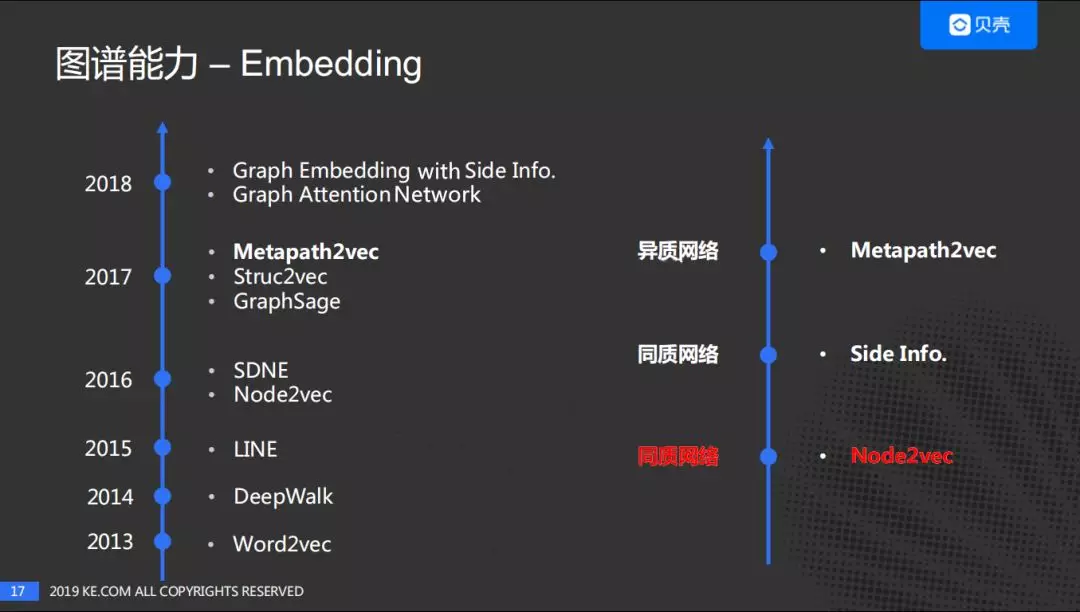 贝壳
图谱能力 – Embedding
2018
• Graph Embedding with Side Info.
• Graph Attention Network
2017
• Metapath2vec
• Struc2vec
• GraphSage
2016
• SDNE
• Node2vec
2015
• LINE
2014
• DeepWalk
2013
• Word2vec
异质网络
• Metapath2vec
同质网络
• Side Info.
同质网络
• Node2vec
17
2019 KE.COM ALL COPYRIGHTS RESERVED